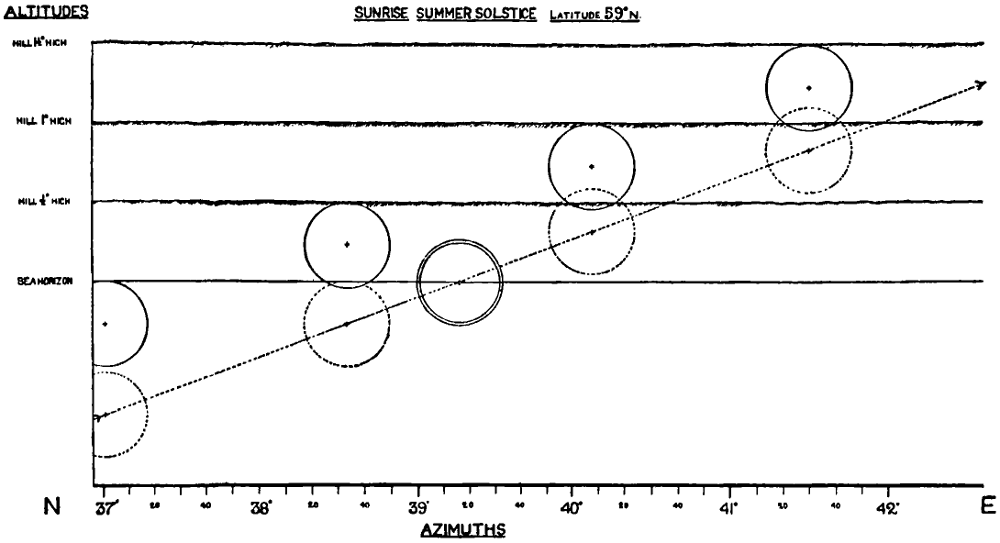 ALTITUDES
SUNRISE SUMMER SOLSTICE LATITUDE 59° N.
HILL 1½° HIGH
HILL 1° HIGH
HILL ½° HIGH
SEA HORIZON
N 37° 20 40 38° 20 40 39° 20 40 40° 20 40 41° 20 40 42° E
AZIMUTHS